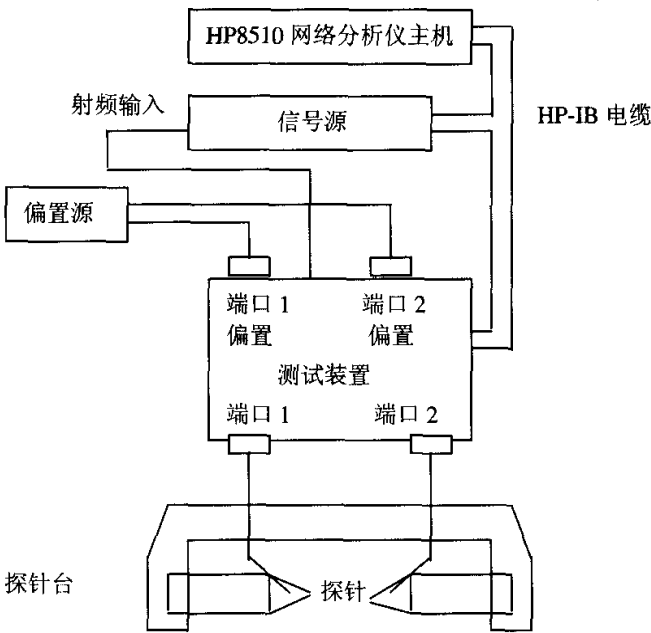 HP8510 网络分析仪主机
射频输入
信号源
HP-IB 电缆
偏置源
端口 1
偏置
端口 2
偏置
测试装置
端口 1
端口 2
探针台
探针